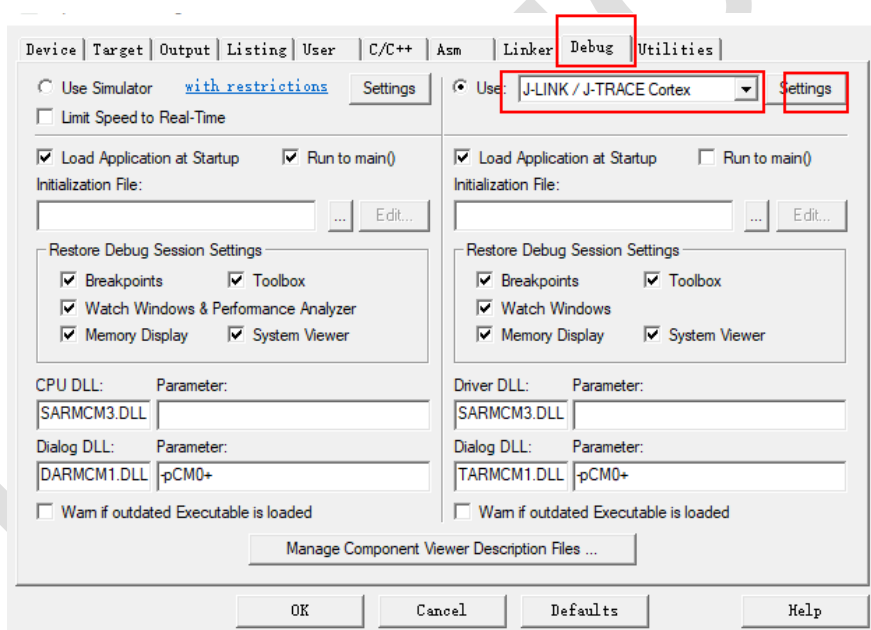 Device Target Output Listing User C/C++ Asm Linker Debug Utilities
Use Simulator with restrictions Settings Use: J-LINK / J-TRACE Cortex Settings
Limit Speed to Real-Time
Load Application at Startup Run to main() Load Application at Startup Run to main()
Initialization File: Initialization File:
... Edit... ... Edit...
Restore Debug Session Settings Restore Debug Session Settings
Breakpoints Toolbox Breakpoints Toolbox
Watch Windows & Performance Analyzer Watch Windows
Memory Display System Viewer Memory Display System Viewer
CPU DLL: Parameter: Driver DLL: Parameter:
SARMCM3.DLL SARMCM3.DLL
Dialog DLL: Parameter: Dialog DLL: Parameter:
DARMCM1.DLL -pCM0+ TARMCM1.DLL -pCM0+
Warn if outdated Executable is loaded Warn if outdated Executable is loaded
Manage Component Viewer Description Files ...
OK Cancel Defaults Help